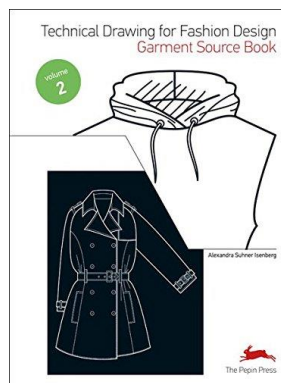 Technical Drawing for Fashion Design
Garment Source Book
volume
2
Alexandra Suhner Isenberg
The Pepin Press